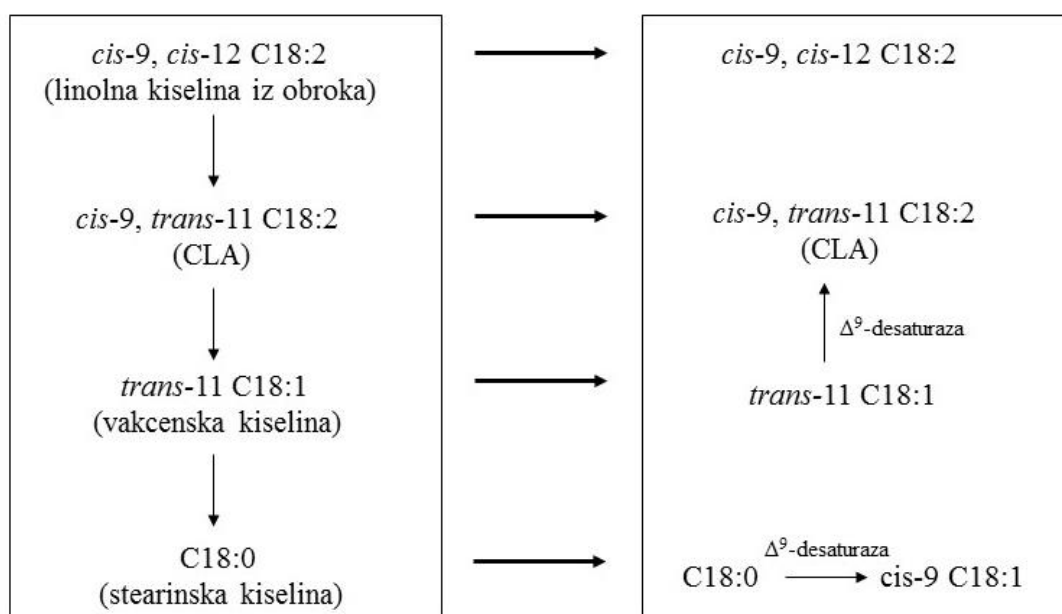 cis-9, cis-12 C18:2
(linolna kiselina iz obroka)
cis-9, trans-11 C18:2
(CLA)
trans-11 C18:1
(vakcenska kiselina)
C18:0
(stearinska kiselina)
cis-9, cis-12 C18:2
cis-9, trans-11 C18:2
(CLA)
Δ⁹-desaturaza
trans-11 C18:1
Δ⁹-desaturaza
C18:0 cis-9 C18:1